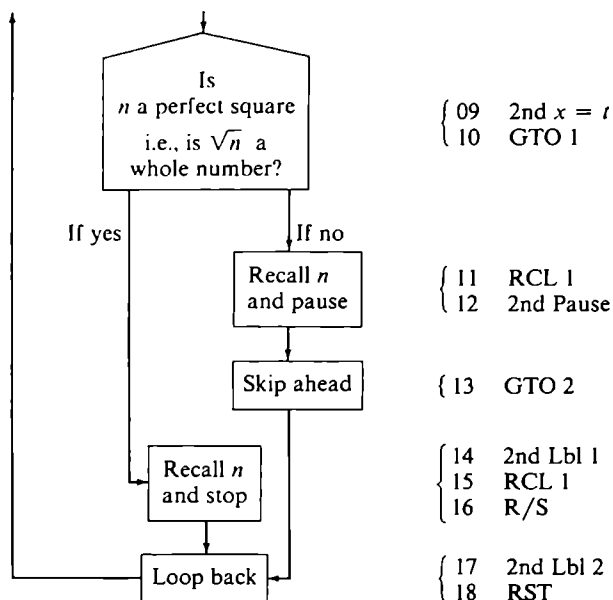 Is
n a perfect square
i.e., is √n a
whole number?
09 2nd x = t
10 GTO 1
If yes
If no
Recall n
and pause
11 RCL 1
12 2nd Pause
Skip ahead
13 GTO 2
Recall n
and stop
14 2nd Lbl 1
15 RCL 1
16 R/S
Loop back
17 2nd Lbl 2
18 RST